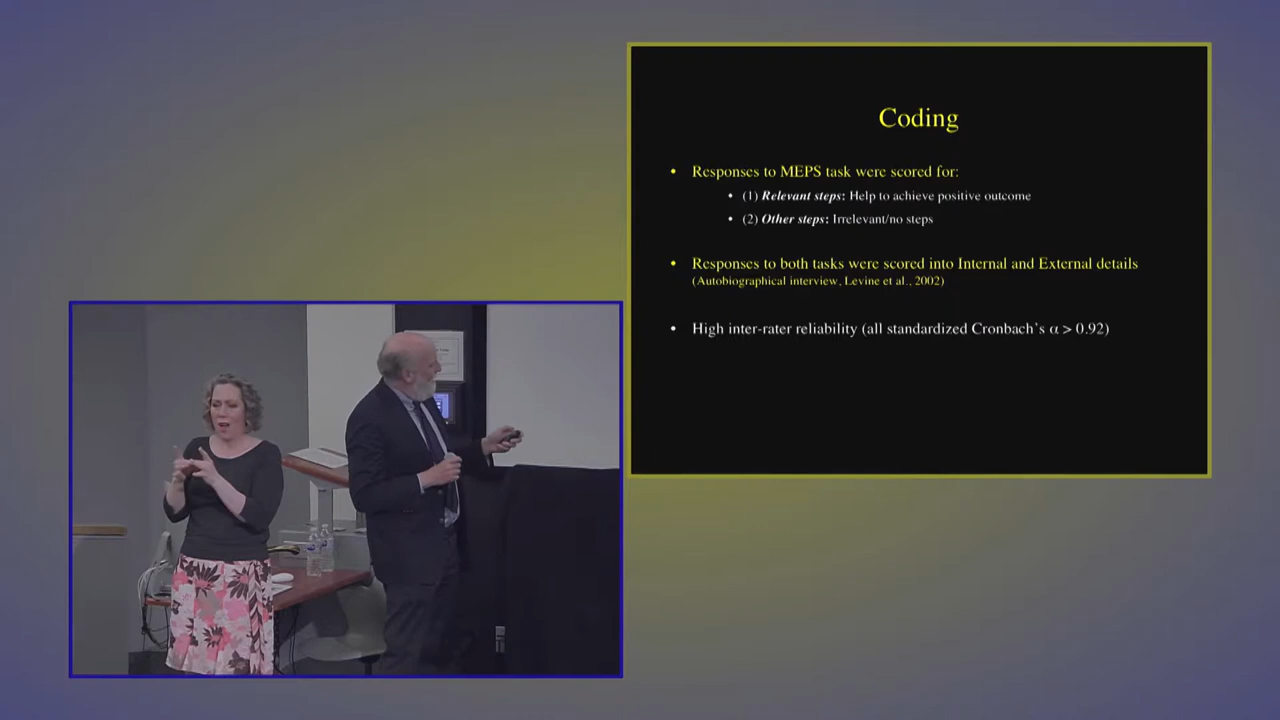 Coding
• Responses to MEPS task were scored for:
• (1) Relevant steps: Help to achieve positive outcome
• (2) Other steps: Irrelevant/no steps
• Responses to both tasks were scored into Internal and External details
(Autobiographical interview, Levine et al., 2002)
• High inter-rater reliability (all standardized Cronbach's α > 0.92)